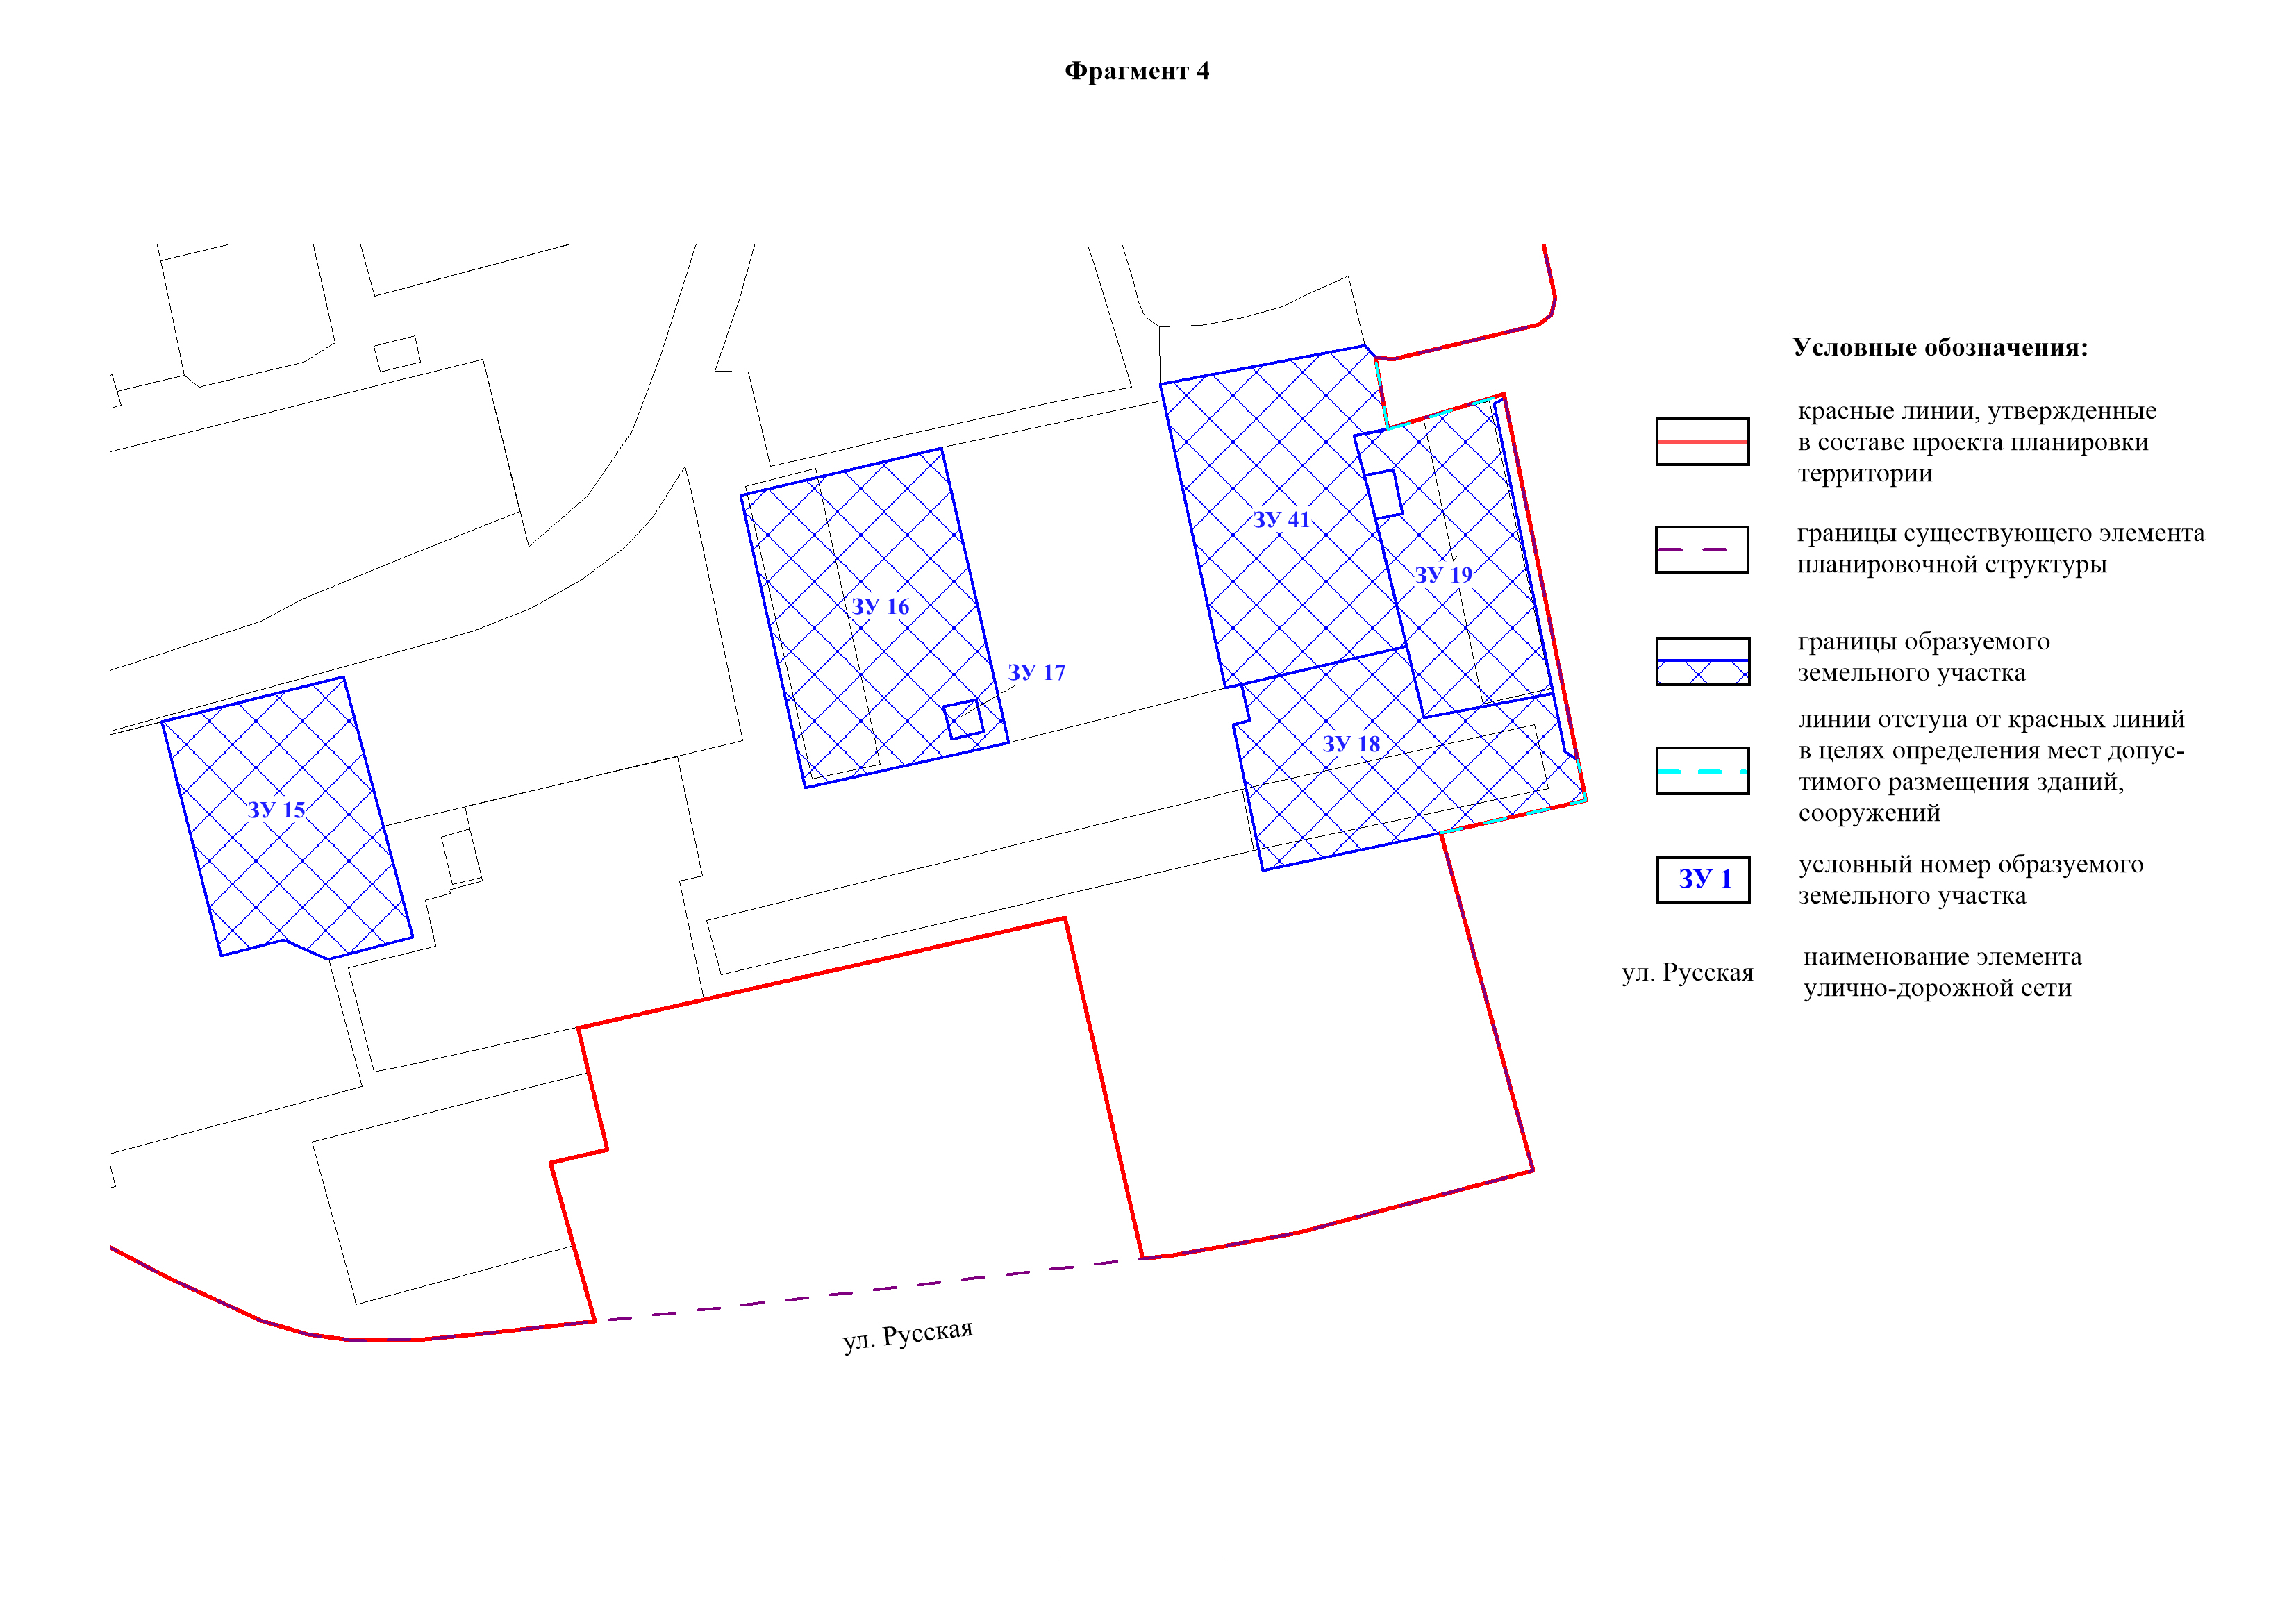 Фрагмент 4
ЗУ 41
ЗУ 19
ЗУ 16
ЗУ 17
ЗУ 18
ЗУ 15
ул. Русская
Условные обозначения:
красные линии, утвержденные
в составе проекта планировки
территории
границы существующего элемента
планировочной структуры
границы образуемого
земельного участка
линии отступа от красных линий
в целях определения мест допус-
тимого размещения зданий,
сооружений
ЗУ 1
условный номер образуемого
земельного участка
ул. Русская
наименование элемента
улично-дорожной сети